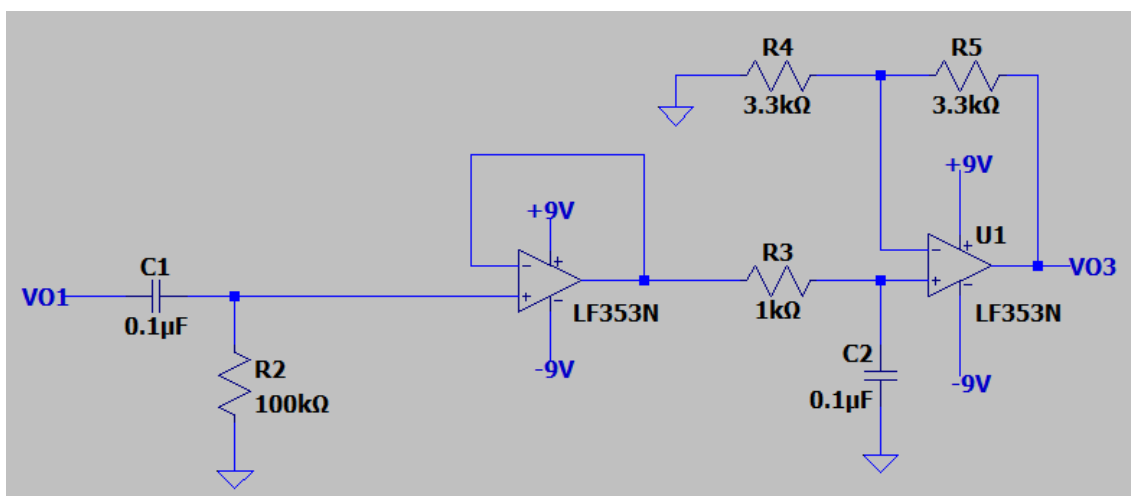 R4
3.3kΩ
R5
3.3kΩ
+9V
+
U1
-
+
-
LF353N
-9V
VO3
+9V
+
-
+
-
LF353N
-9V
R3
1kΩ
C2
0.1µF
VO1
C1
0.1µF
R2
100kΩ